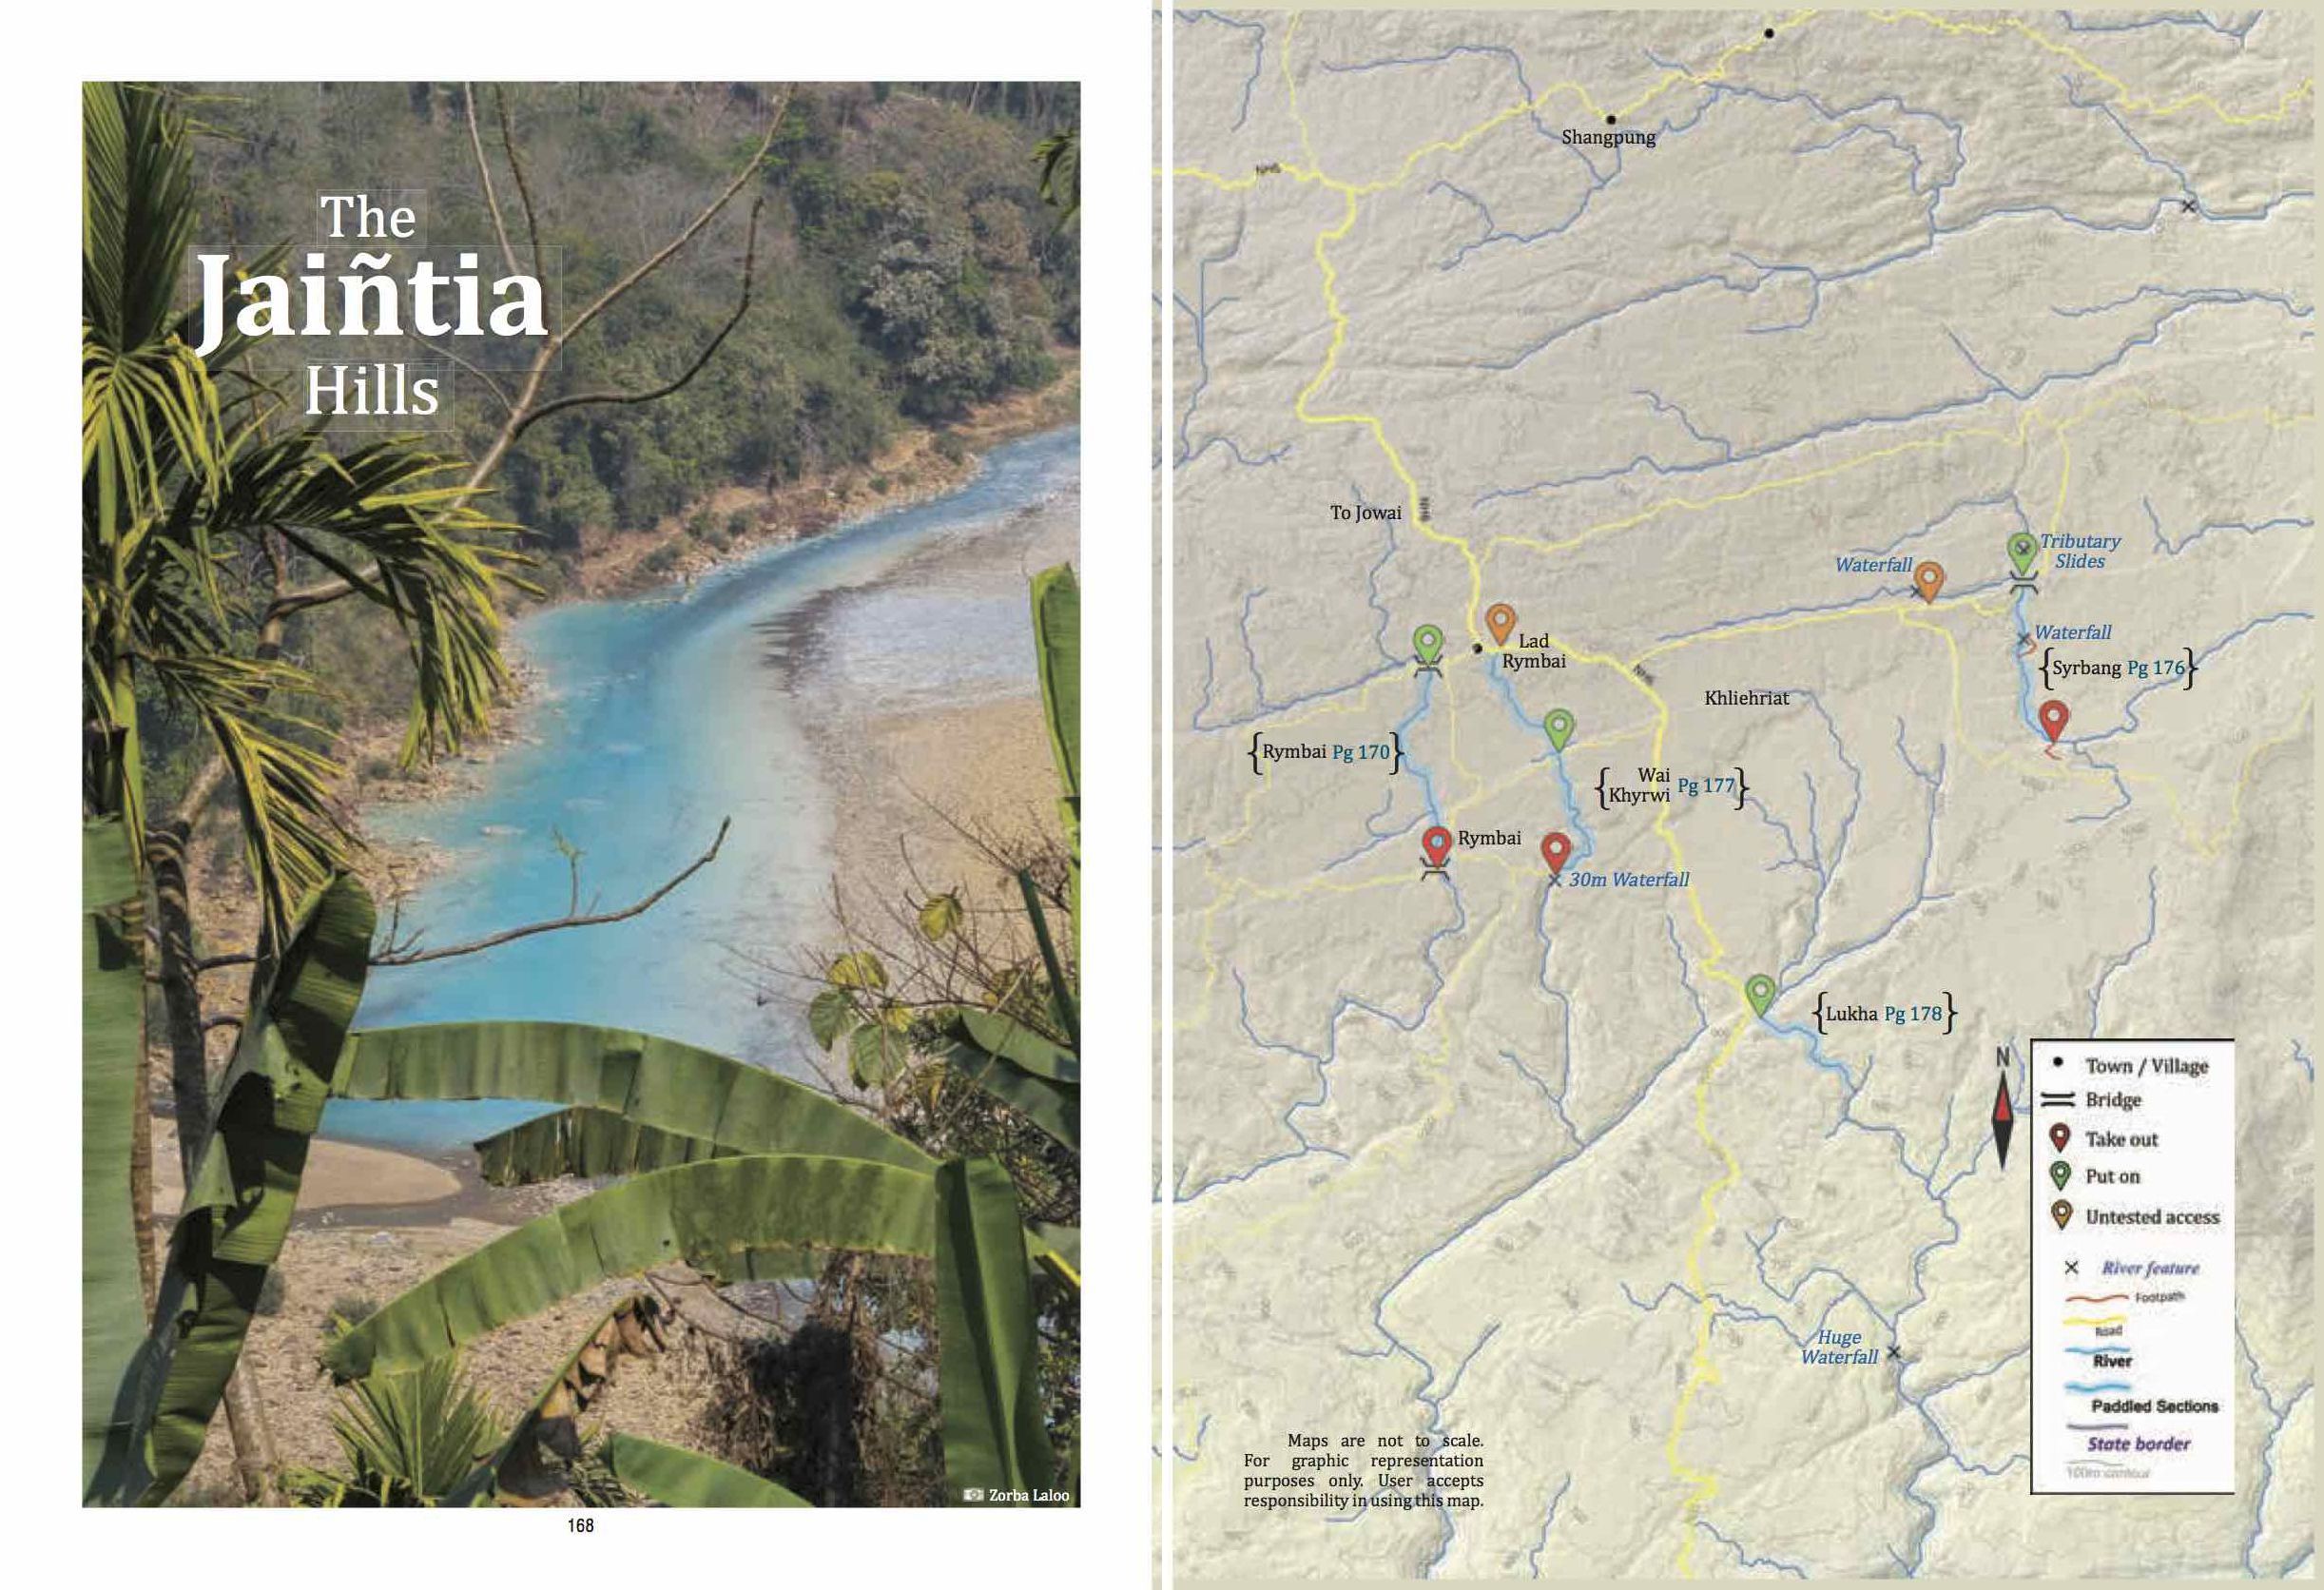 The
Jaiñtia
Hills
Zorba Laloo
168
Shangpung
NH6
To Jowai
Tributary
Slides
Waterfall
Lad
Rymbai
Waterfall
{Syrbang Pg 176}
NH6
Khliehriat
{Rymbai Pg 170}
{Wai
Khyrwi Pg 177}
Rymbai
30m Waterfall
{Lukha Pg 178}
N
Town / Village
Bridge
Take out
Put on
Untested access
River feature
Footpath
Road
River
Paddled Sections
State border
100m contour
Huge
Waterfall
Maps are not to scale.
For graphic representation
purposes only. User accepts
responsibility in using this map.